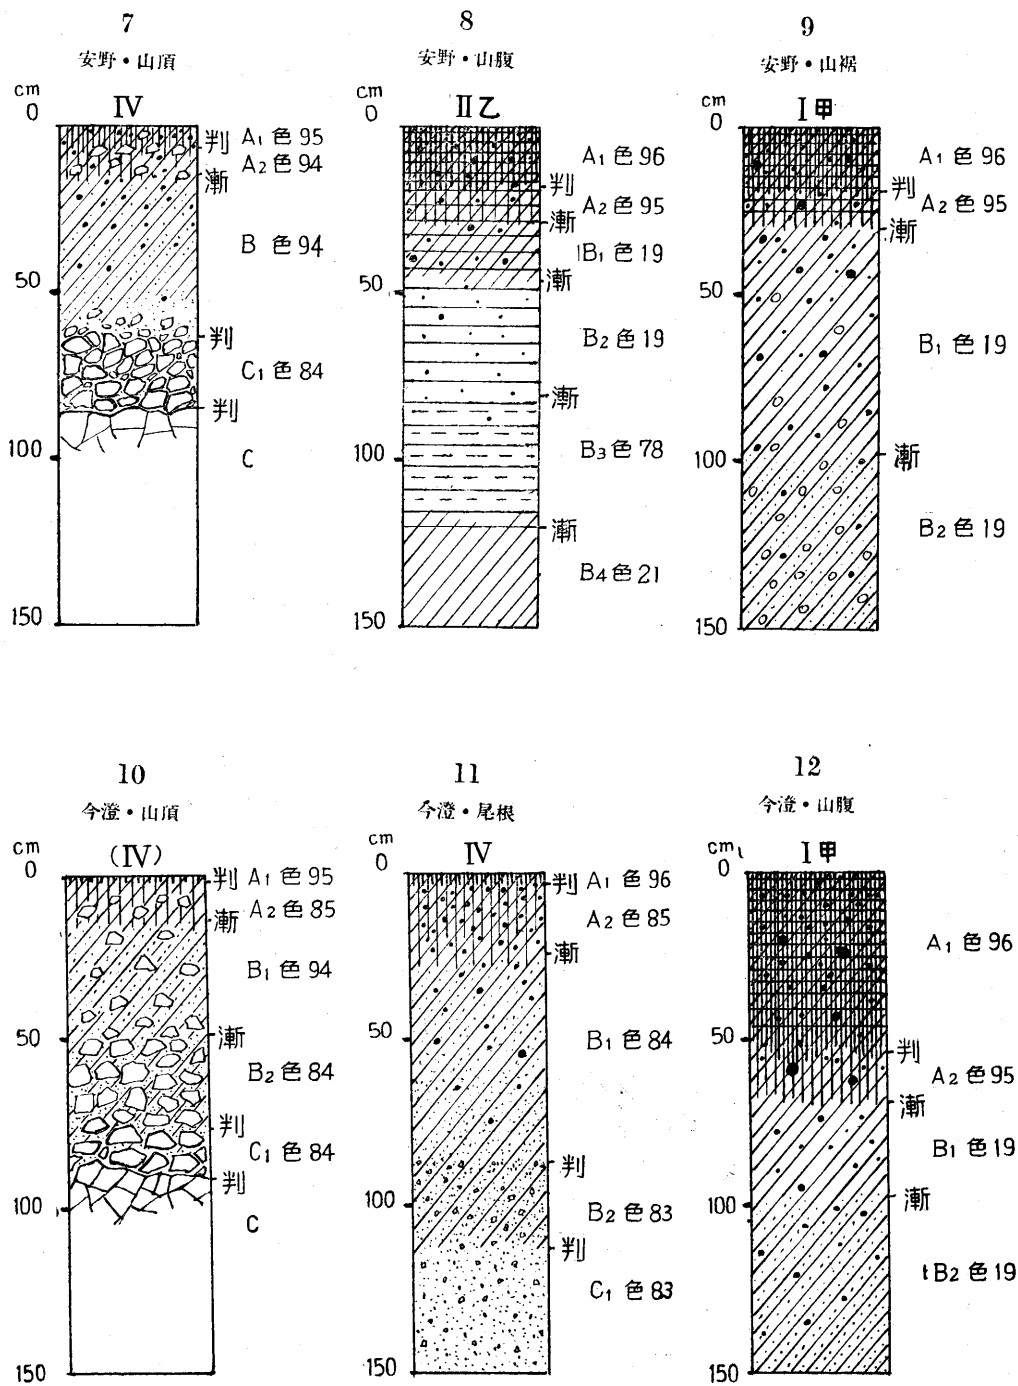 7
安野・山頂
cm
0
IV
判 A1 色 95
A2 色 94
漸
B 色 94
50
判
C1 色 84
判
100
C
150
8
安野・山腹
cm
0
II乙
A1 色 96
判
A2 色 95
漸
B1 色 19
漸
50
B2 色 19
漸
100
B3 色 78
漸
B4 色 21
150
9
安野・山裾
cm
0
I甲
A1 色 96
判
A2 色 95
漸
50
B1 色 19
漸
100
B2 色 19
150
10
今澄・山頂
cm
0
(IV)
判 A1 色 95
A2 色 85
漸
B1 色 94
漸
50
B2 色 84
判
C1 色 84
判
100
C
150
11
今澄・尾根
cm
0
IV
判 A1 色 96
A2 色 85
漸
50
B1 色 84
判
100
B2 色 83
判
C1 色 83
150
12
今澄・山腹
cm
0
I甲
A1 色 96
50
判
A2 色 95
漸
B1 色 19
漸
100
B2 色 19
150